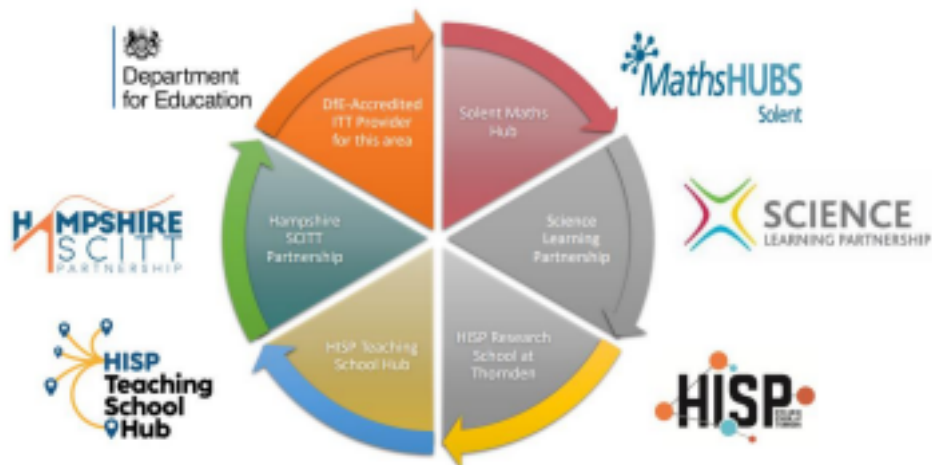 Department
for Education
DfE-Accredited
ITT Provider
for this area
Solent Maths
Hub
MathsHUBS
Solent
HAMPSHIRE
SCITT
PARTNERSHIP
Hampshire
SCITT
Partnership
Science
Learning
Partnership
SCIENCE
LEARNING PARTNERSHIP
HISP
Teaching
School
Hub
HISP Teaching
School Hub
HISP Research
School at
Thornden
HISP